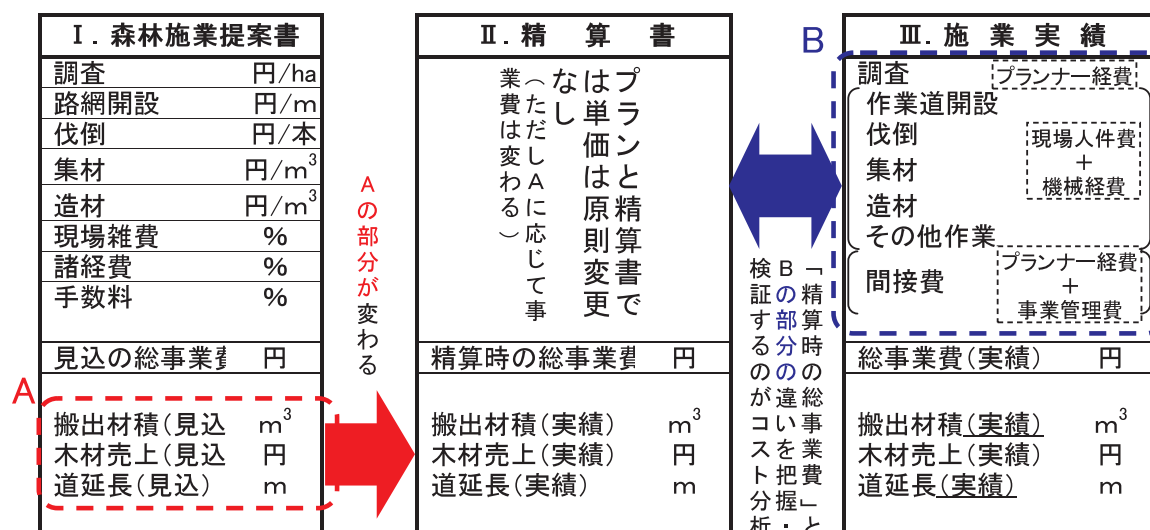 Ⅰ.森林施業提案書
調査 円/ha
路網開設 円/m
伐倒 円/本
集材 円/m³
造材 円/m³
現場雑費 %
諸経費 %
手数料 %
見込の総事業費 円
A
搬出材積(見込 m³
木材売上(見込 円
道延長(見込) m
Aの部分が変わる
Ⅱ.精算書
プランと精算書で
は単価は原則変更
なし
(ただしAに応じて事
業費は変わる)
精算時の総事業費 円
搬出材積(実績) m³
木材売上(実績) 円
道延長(実績) m
「精算時の総事業費」と
Bの部分の違いを把握・
検証するのがコスト分析
B
Ⅲ.施業実績
調査 プランナー経費
作業道開設
伐倒
集材
造材
その他作業
現場人件費
+
機械経費
間接費
プランナー経費
+
事業管理費
総事業費(実績) 円
搬出材積(実績) m³
木材売上(実績) 円
道延長(実績) m